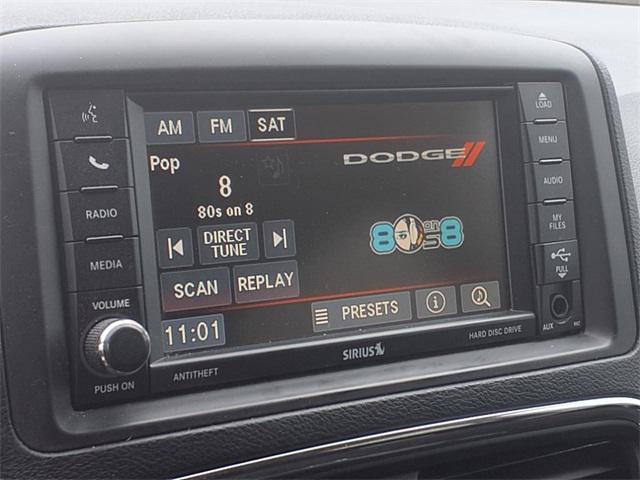 AM FM SAT
Pop
DODGE
8
80s on 8
80s on 8
DIRECT
TUNE
SCAN REPLAY
PRESETS
11:01
RADIO
MEDIA
VOLUME
PUSH ON
ANTITHEFT
SIRIUS
HARD DISC DRIVE
LOAD
MENU
AUDIO
MY
FILES
PULL
AUX